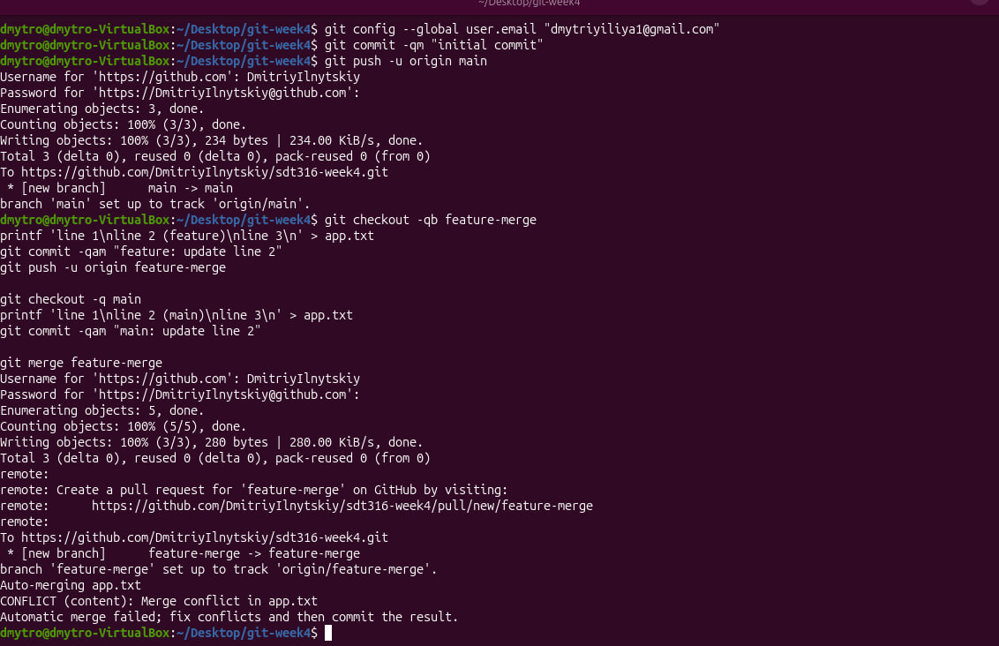 ~/Desktop/git-week4
dmytro@dmytro-VirtualBox:~/Desktop/git-week4$ git config --global user.email "dmytriyiliya1@gmail.com"
dmytro@dmytro-VirtualBox:~/Desktop/git-week4$ git commit -qm "initial commit"
dmytro@dmytro-VirtualBox:~/Desktop/git-week4$ git push -u origin main
Username for 'https://github.com': DmitriyIlnytskiy
Password for 'https://DmitriyIlnytskiy@github.com':
Enumerating objects: 3, done.
Counting objects: 100% (3/3), done.
Writing objects: 100% (3/3), 234 bytes | 234.00 KiB/s, done.
Total 3 (delta 0), reused 0 (delta 0), pack-reused 0 (from 0)
To https://github.com/DmitriyIlnytskiy/sdt316-week4.git
 * [new branch]      main -> main
branch 'main' set up to track 'origin/main'.
dmytro@dmytro-VirtualBox:~/Desktop/git-week4$ git checkout -qb feature-merge
printf 'line 1\nline 2 (feature)\nline 3\n' > app.txt
git commit -qam "feature: update line 2"
git push -u origin feature-merge

git checkout -q main
printf 'line 1\nline 2 (main)\nline 3\n' > app.txt
git commit -qam "main: update line 2"

git merge feature-merge
Username for 'https://github.com': DmitriyIlnytskiy
Password for 'https://DmitriyIlnytskiy@github.com':
Enumerating objects: 5, done.
Counting objects: 100% (5/5), done.
Writing objects: 100% (3/3), 280 bytes | 280.00 KiB/s, done.
Total 3 (delta 0), reused 0 (delta 0), pack-reused 0 (from 0)
remote:
remote: Create a pull request for 'feature-merge' on GitHub by visiting:
remote:      https://github.com/DmitriyIlnytskiy/sdt316-week4/pull/new/feature-merge
remote:
To https://github.com/DmitriyIlnytskiy/sdt316-week4.git
 * [new branch]      feature-merge -> feature-merge
branch 'feature-merge' set up to track 'origin/feature-merge'.
Auto-merging app.txt
CONFLICT (content): Merge conflict in app.txt
Automatic merge failed; fix conflicts and then commit the result.
dmytro@dmytro-VirtualBox:~/Desktop/git-week4$